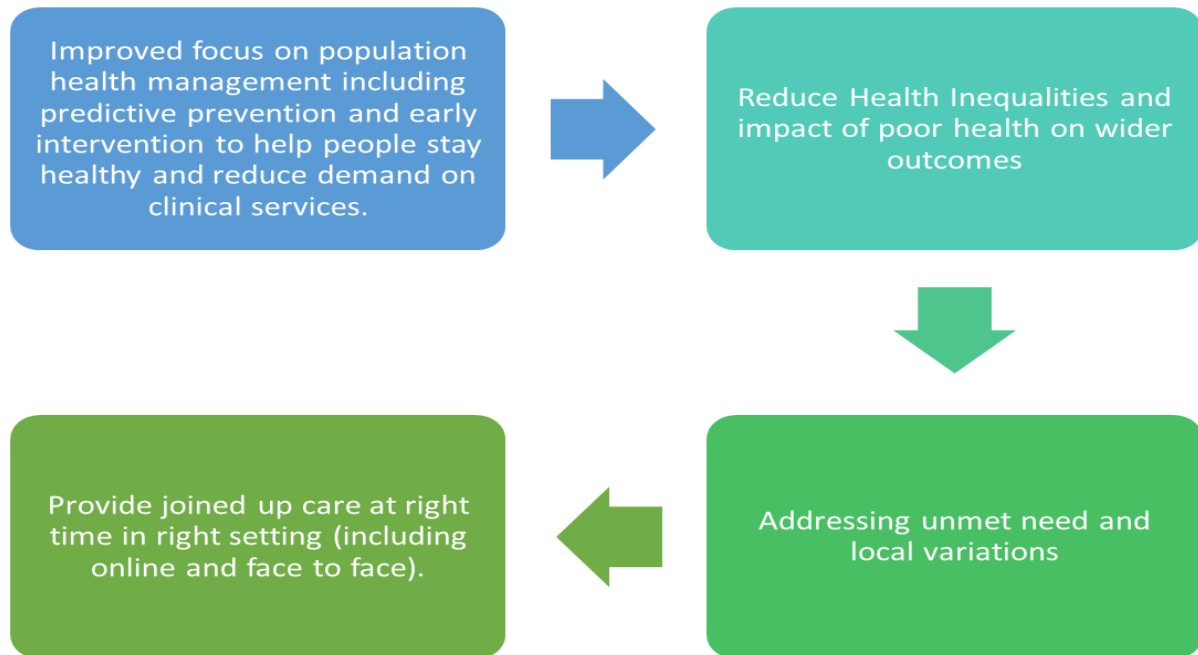 Improved focus on population
health management including
predictive prevention and early
intervention to help people stay
healthy and reduce demand on
clinical services.
Reduce Health Inequalities and
impact of poor health on wider
outcomes
Addressing unmet need and
local variations
Provide joined up care at right
time in right setting (including
online and face to face).